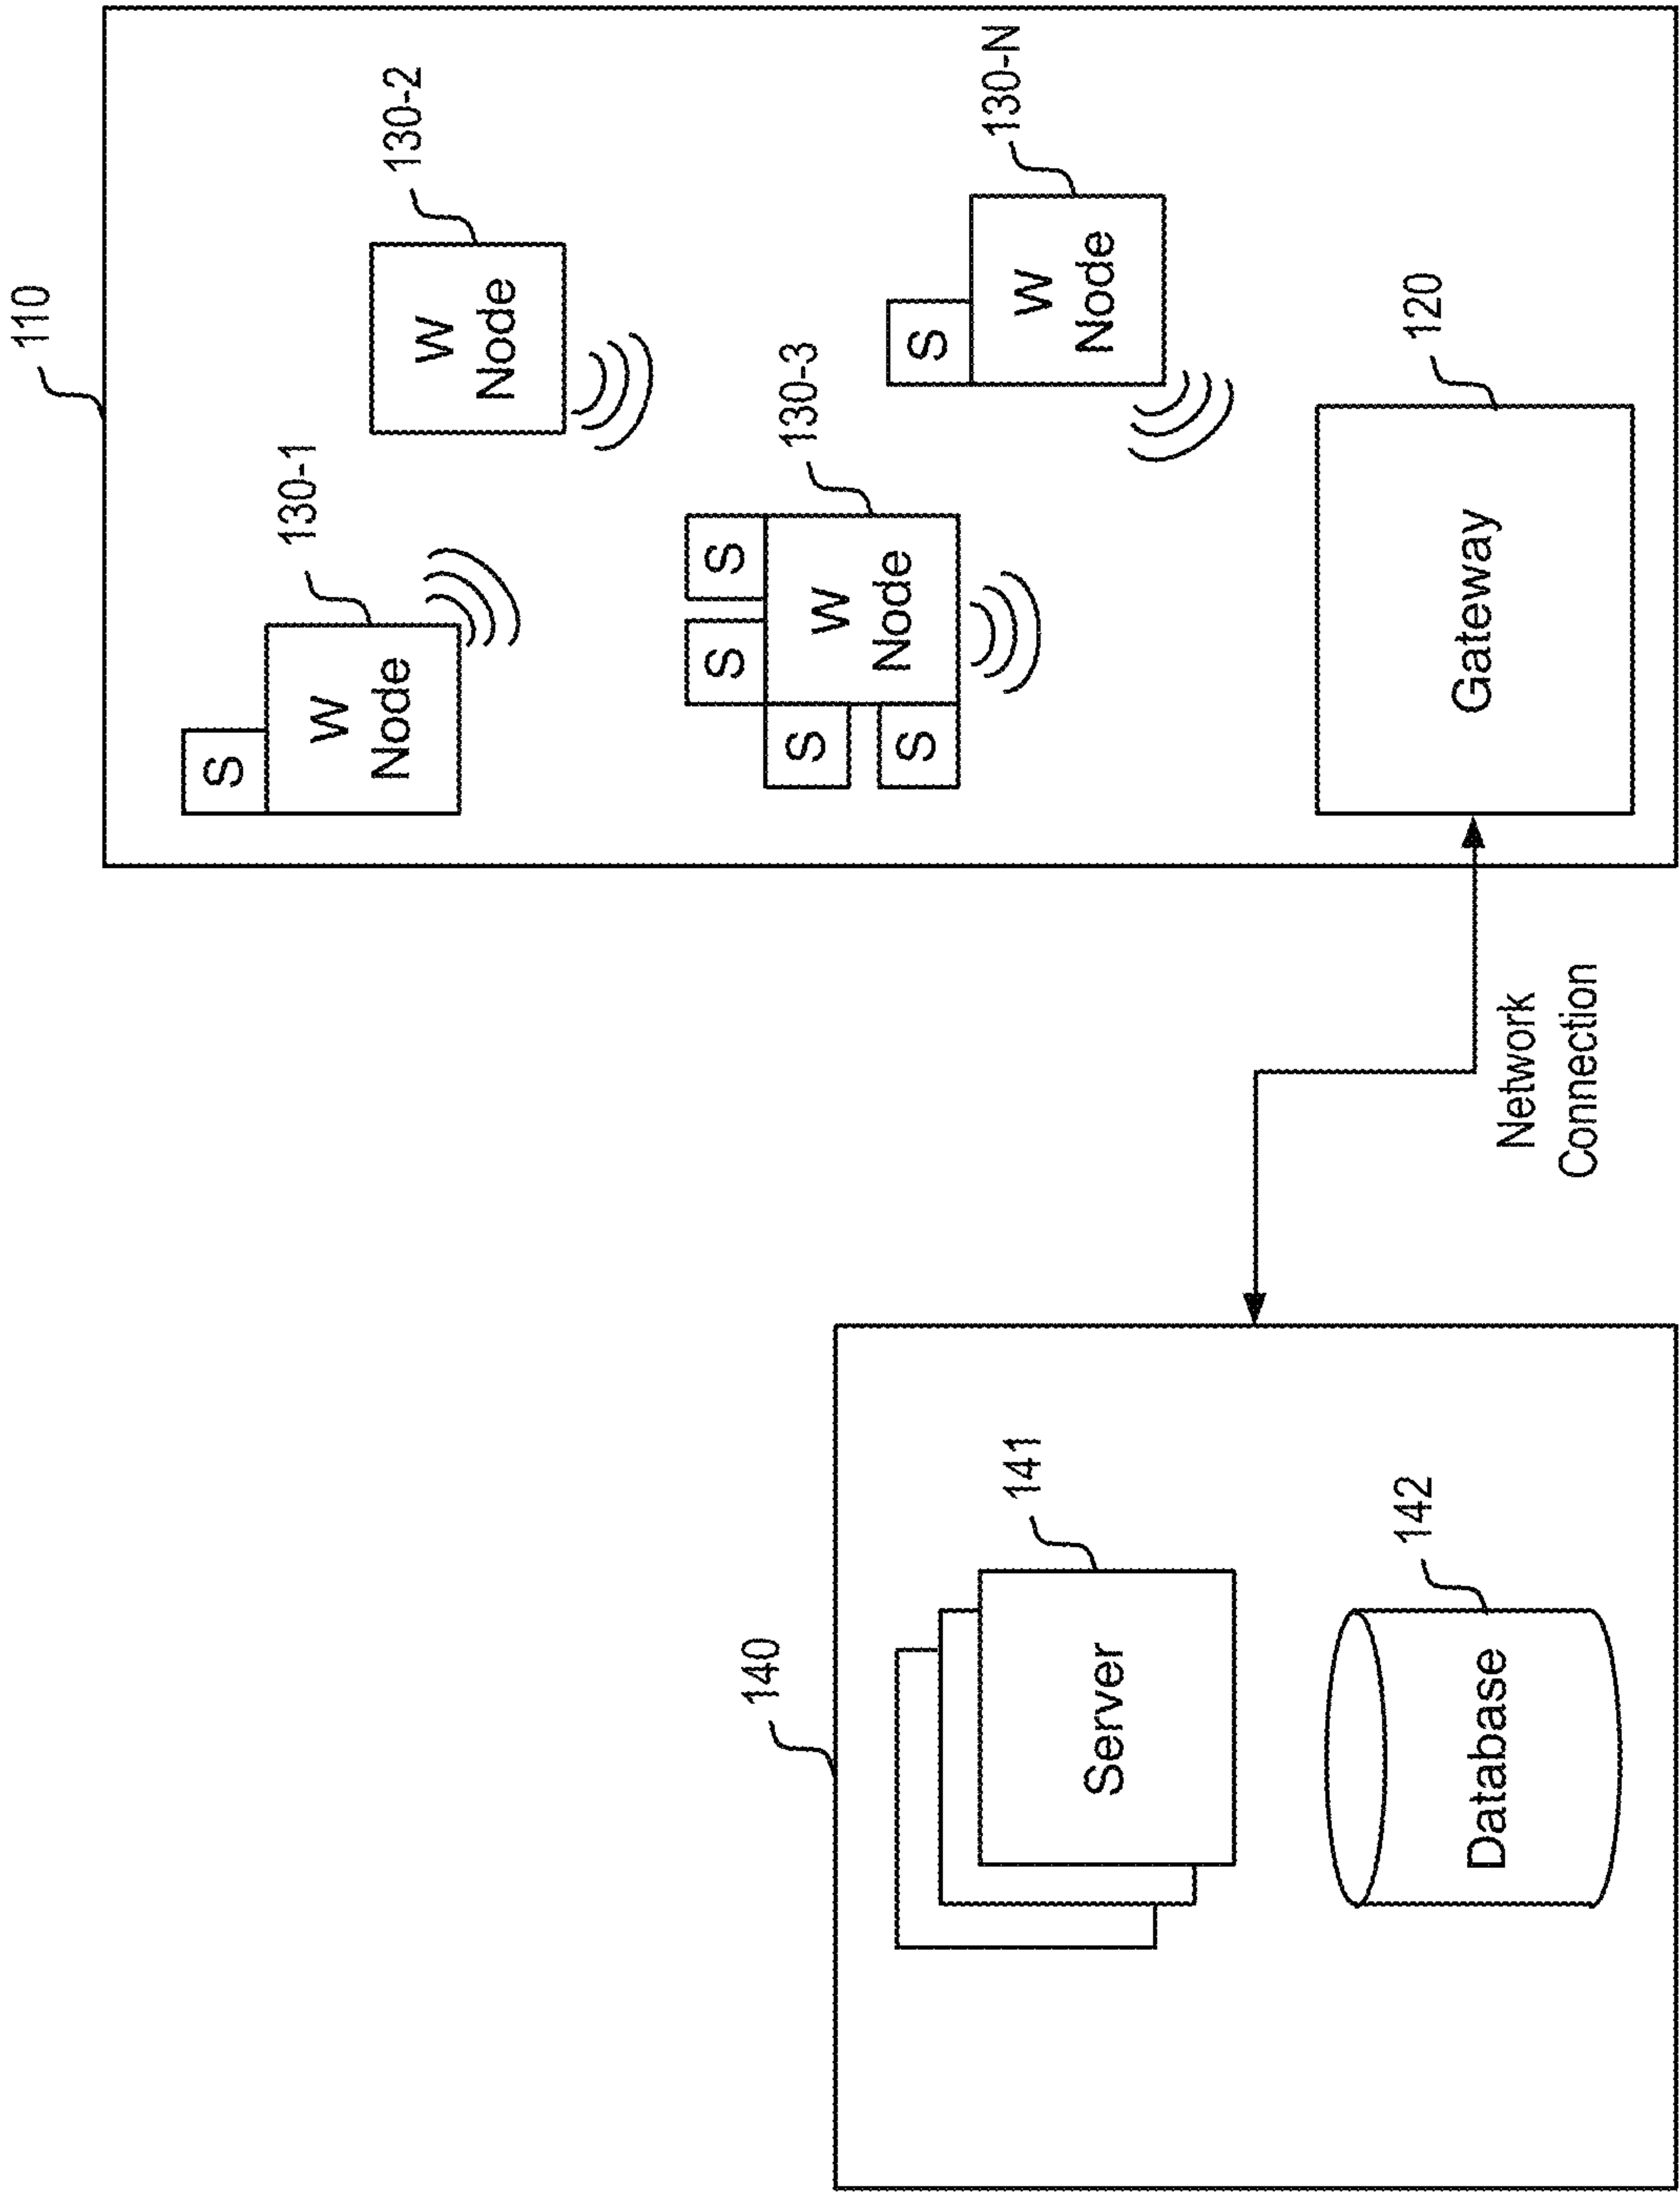 110
130-1
S
W
Node
130-2
W
Node
130-3
S
S
S
S
W
Node
130-N
S
W
Node
120
Gateway
Network
Connection
140
141
Server
142
Database